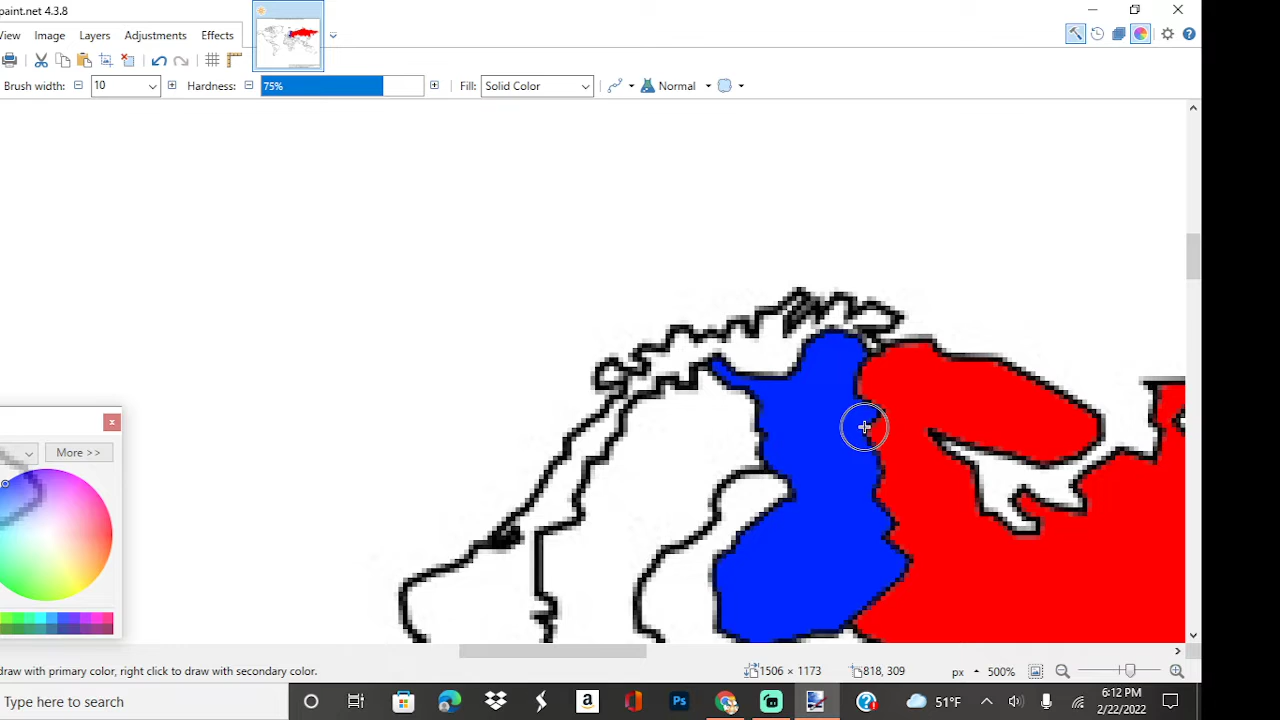 paint.net 4.3.8
View Image Layers Adjustments Effects
Brush width: 10 Hardness: 75% Fill: Solid Color Normal
More >>
draw with primary color, right click to draw with secondary color. 1506 × 1173 818, 309 px 500%
Type here to search a Ps 51°F 6:12 PM
2/22/2022